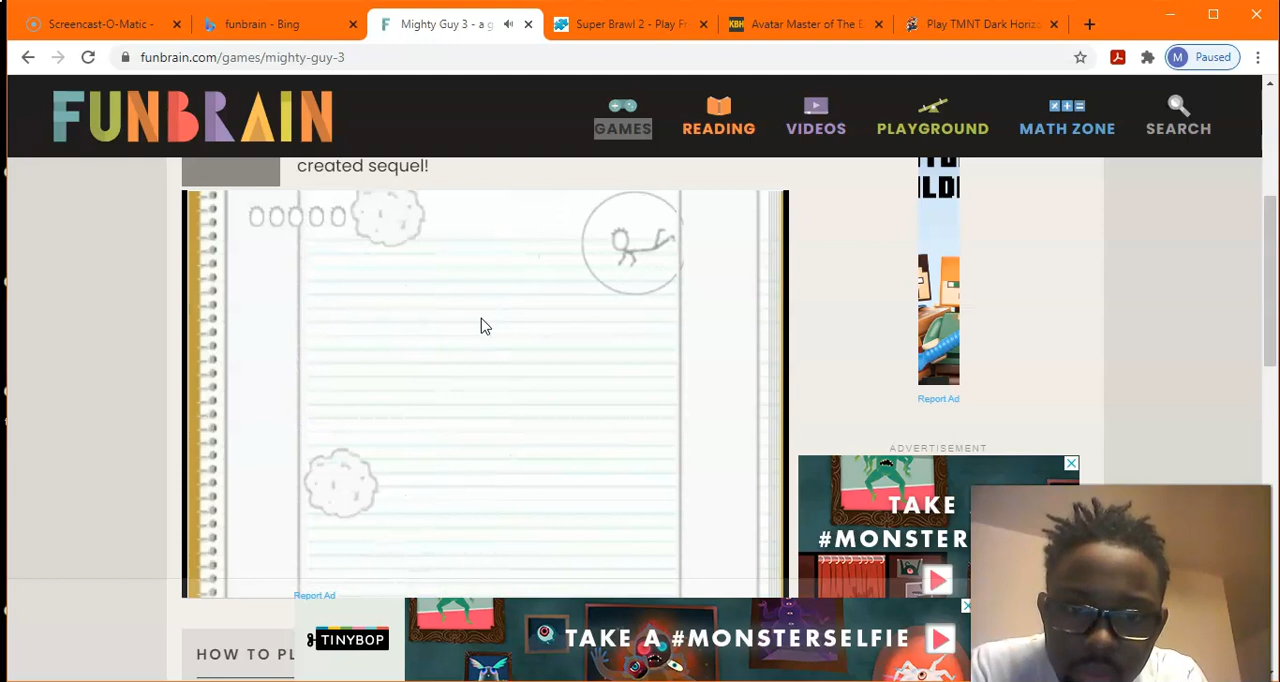 Screencast-O-Matic -
funbrain - Bing
Mighty Guy 3 - a g
Super Brawl 2 - Play Fr
Avatar Master of The E
Play TMNT Dark Horiz
funbrain.com/games/mighty-guy-3
M
Paused
FUNBRAIN
GAMES
READING
VIDEOS
PLAYGROUND
MATH ZONE
SEARCH
created sequel!
Report Ad
ADVERTISEMENT
TAKE
#MONSTER
Report Ad
TINYBOP
TAKE A #MONSTERSELFIE
HOW TO PL